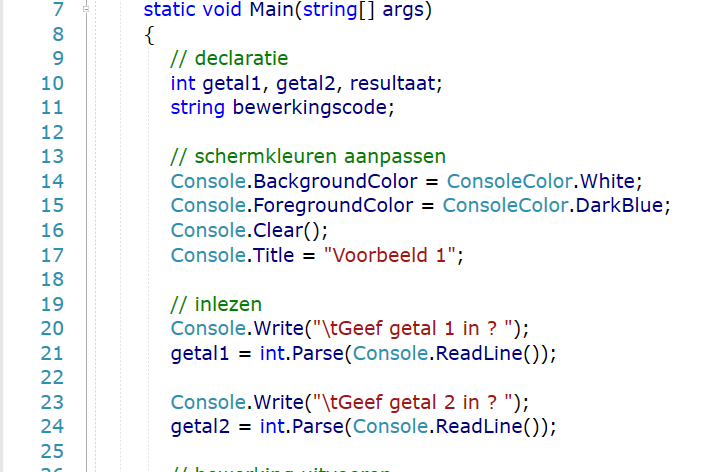 7 static void Main(string[] args)
8 {
9 // declaratie
10 int getal1, getal2, resultaat;
11 string bewerkingscode;
12
13 // schermkleuren aanpassen
14 Console.BackgroundColor = ConsoleColor.White;
15 Console.ForegroundColor = ConsoleColor.DarkBlue;
16 Console.Clear();
17 Console.Title = "Voorbeeld 1";
18
19 // inlezen
20 Console.Write("\tGeef getal 1 in ? ");
21 getal1 = int.Parse(Console.ReadLine());
22
23 Console.Write("\tGeef getal 2 in ? ");
24 getal2 = int.Parse(Console.ReadLine());
25